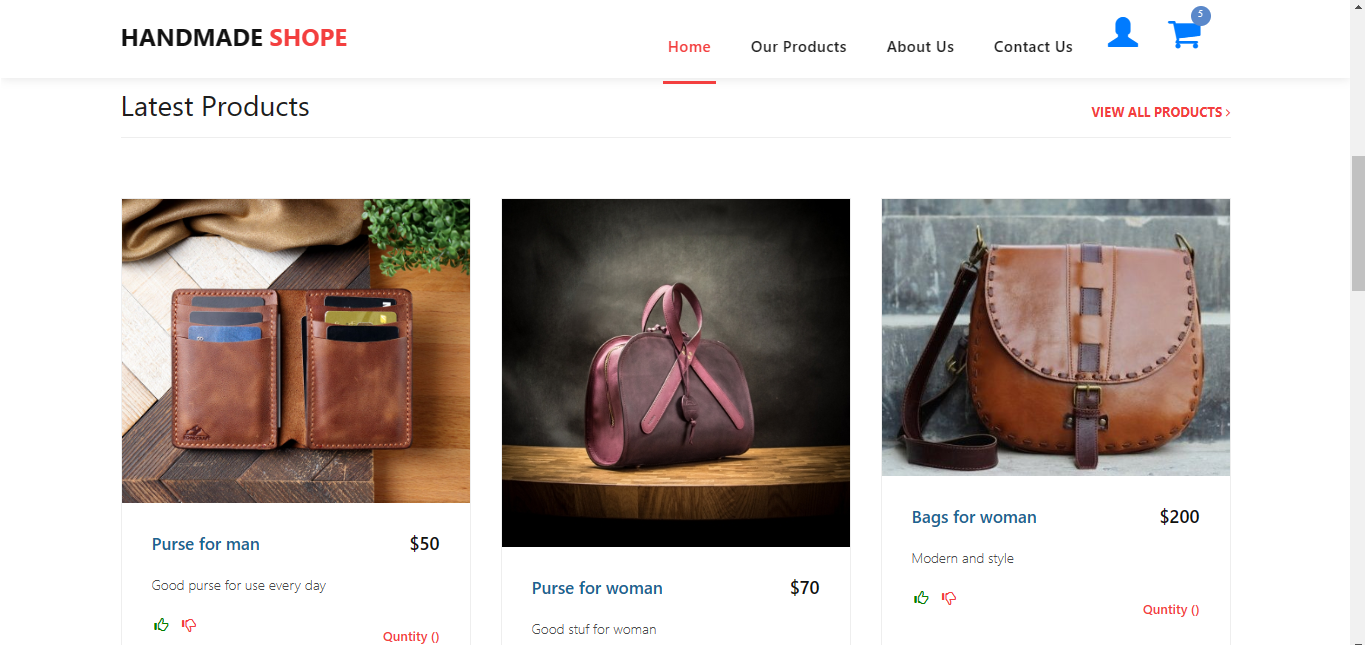 HANDMADE SHOPE
Home
Our Products
About Us
Contact Us
5
Latest Products
VIEW ALL PRODUCTS
Purse for man
$50
Good purse for use every day
Quntity ()
Purse for woman
$70
Good stuf for woman
Bags for woman
$200
Modern and style
Quntity ()